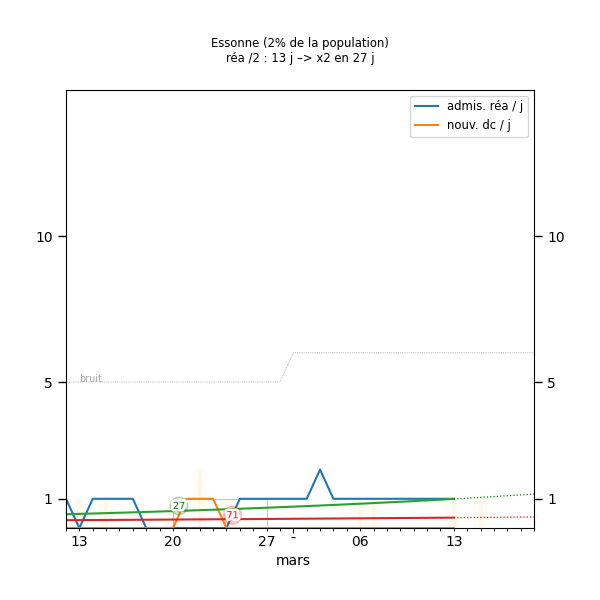 Essonne (2% de la population)
réa /2 : 13 j –> x2 en 27 j
admis. réa / j
nouv. dc / j
10 10
bruit
5 5
27
71
1 1
13 20 27 - 06 13
mars